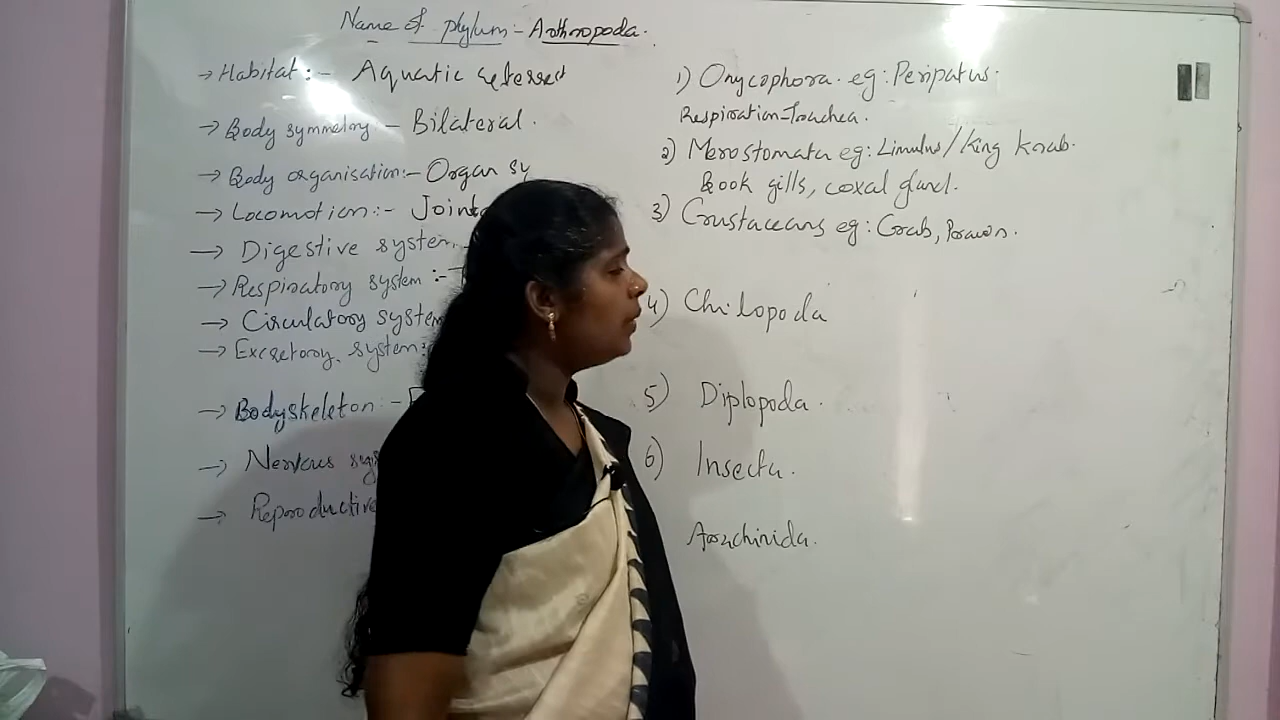 Name of phylum - Arthropoda.
→ Habitat :- Aquatic
→ Body symmetry - Bilateral.
→ Body organisation:- Organ sy
→ Locomotion:- Joint
→ Digestive system
→ Respiratory system :-
→ Circulatory system
→ Excretory system:
→ Bodyskeleton:-
→ Nervous
→ Reproductive
1) Onycophora. eg: Peripatus.
Respiration - Trachea.
2) Merostomata eg: Limulus/King Krab.
Book gills, coxal gland.
3) Crustaceans eg: Crab, Prawn.
4) Chilopoda
5) Diplopoda.
6) Insecta.
Arachinida.